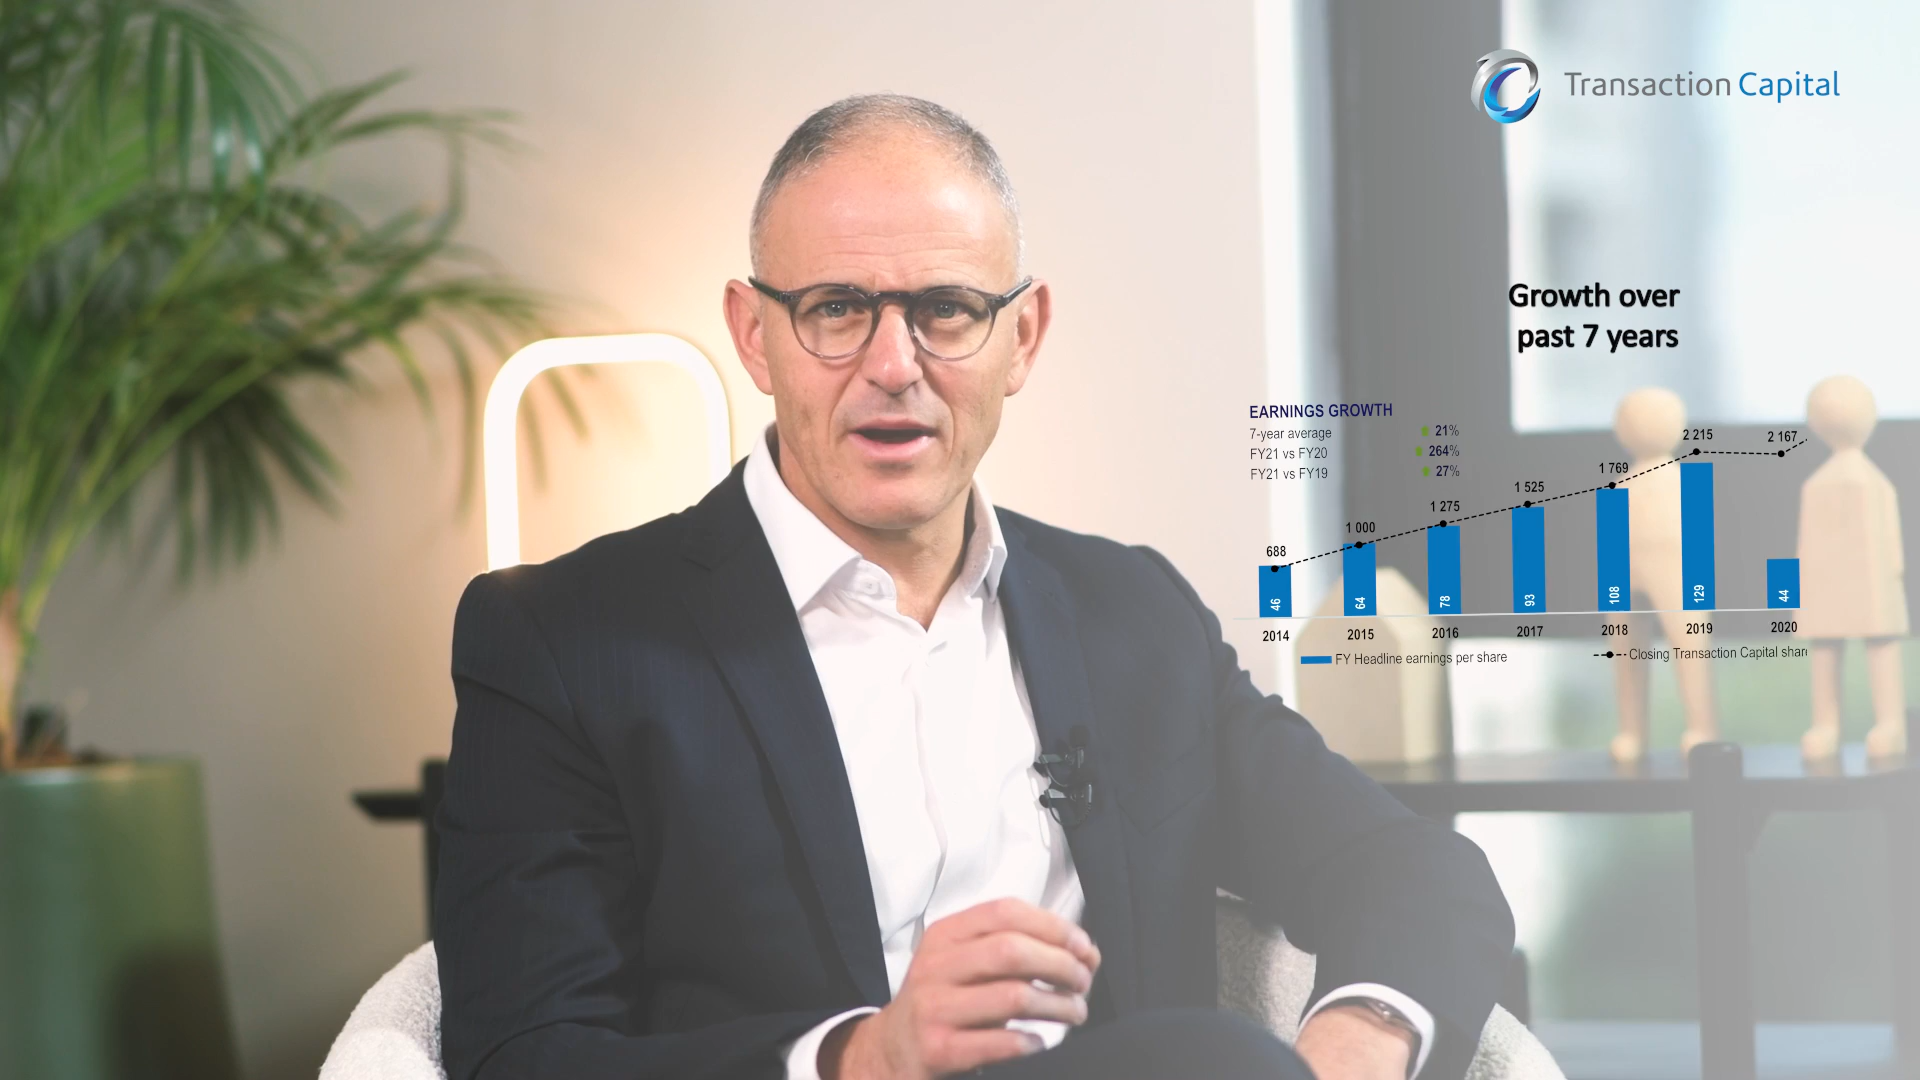 Transaction Capital
Growth over
past 7 years
EARNINGS GROWTH
7-year average 21%
FY21 vs FY20 264%
FY21 vs FY19 27%
688
1 000
1 275
1 525
1 769
2 215
2 167
46
64
78
93
108
129
44
2014 2015 2016 2017 2018 2019 2020
FY Headline earnings per share
Closing Transaction Capital share